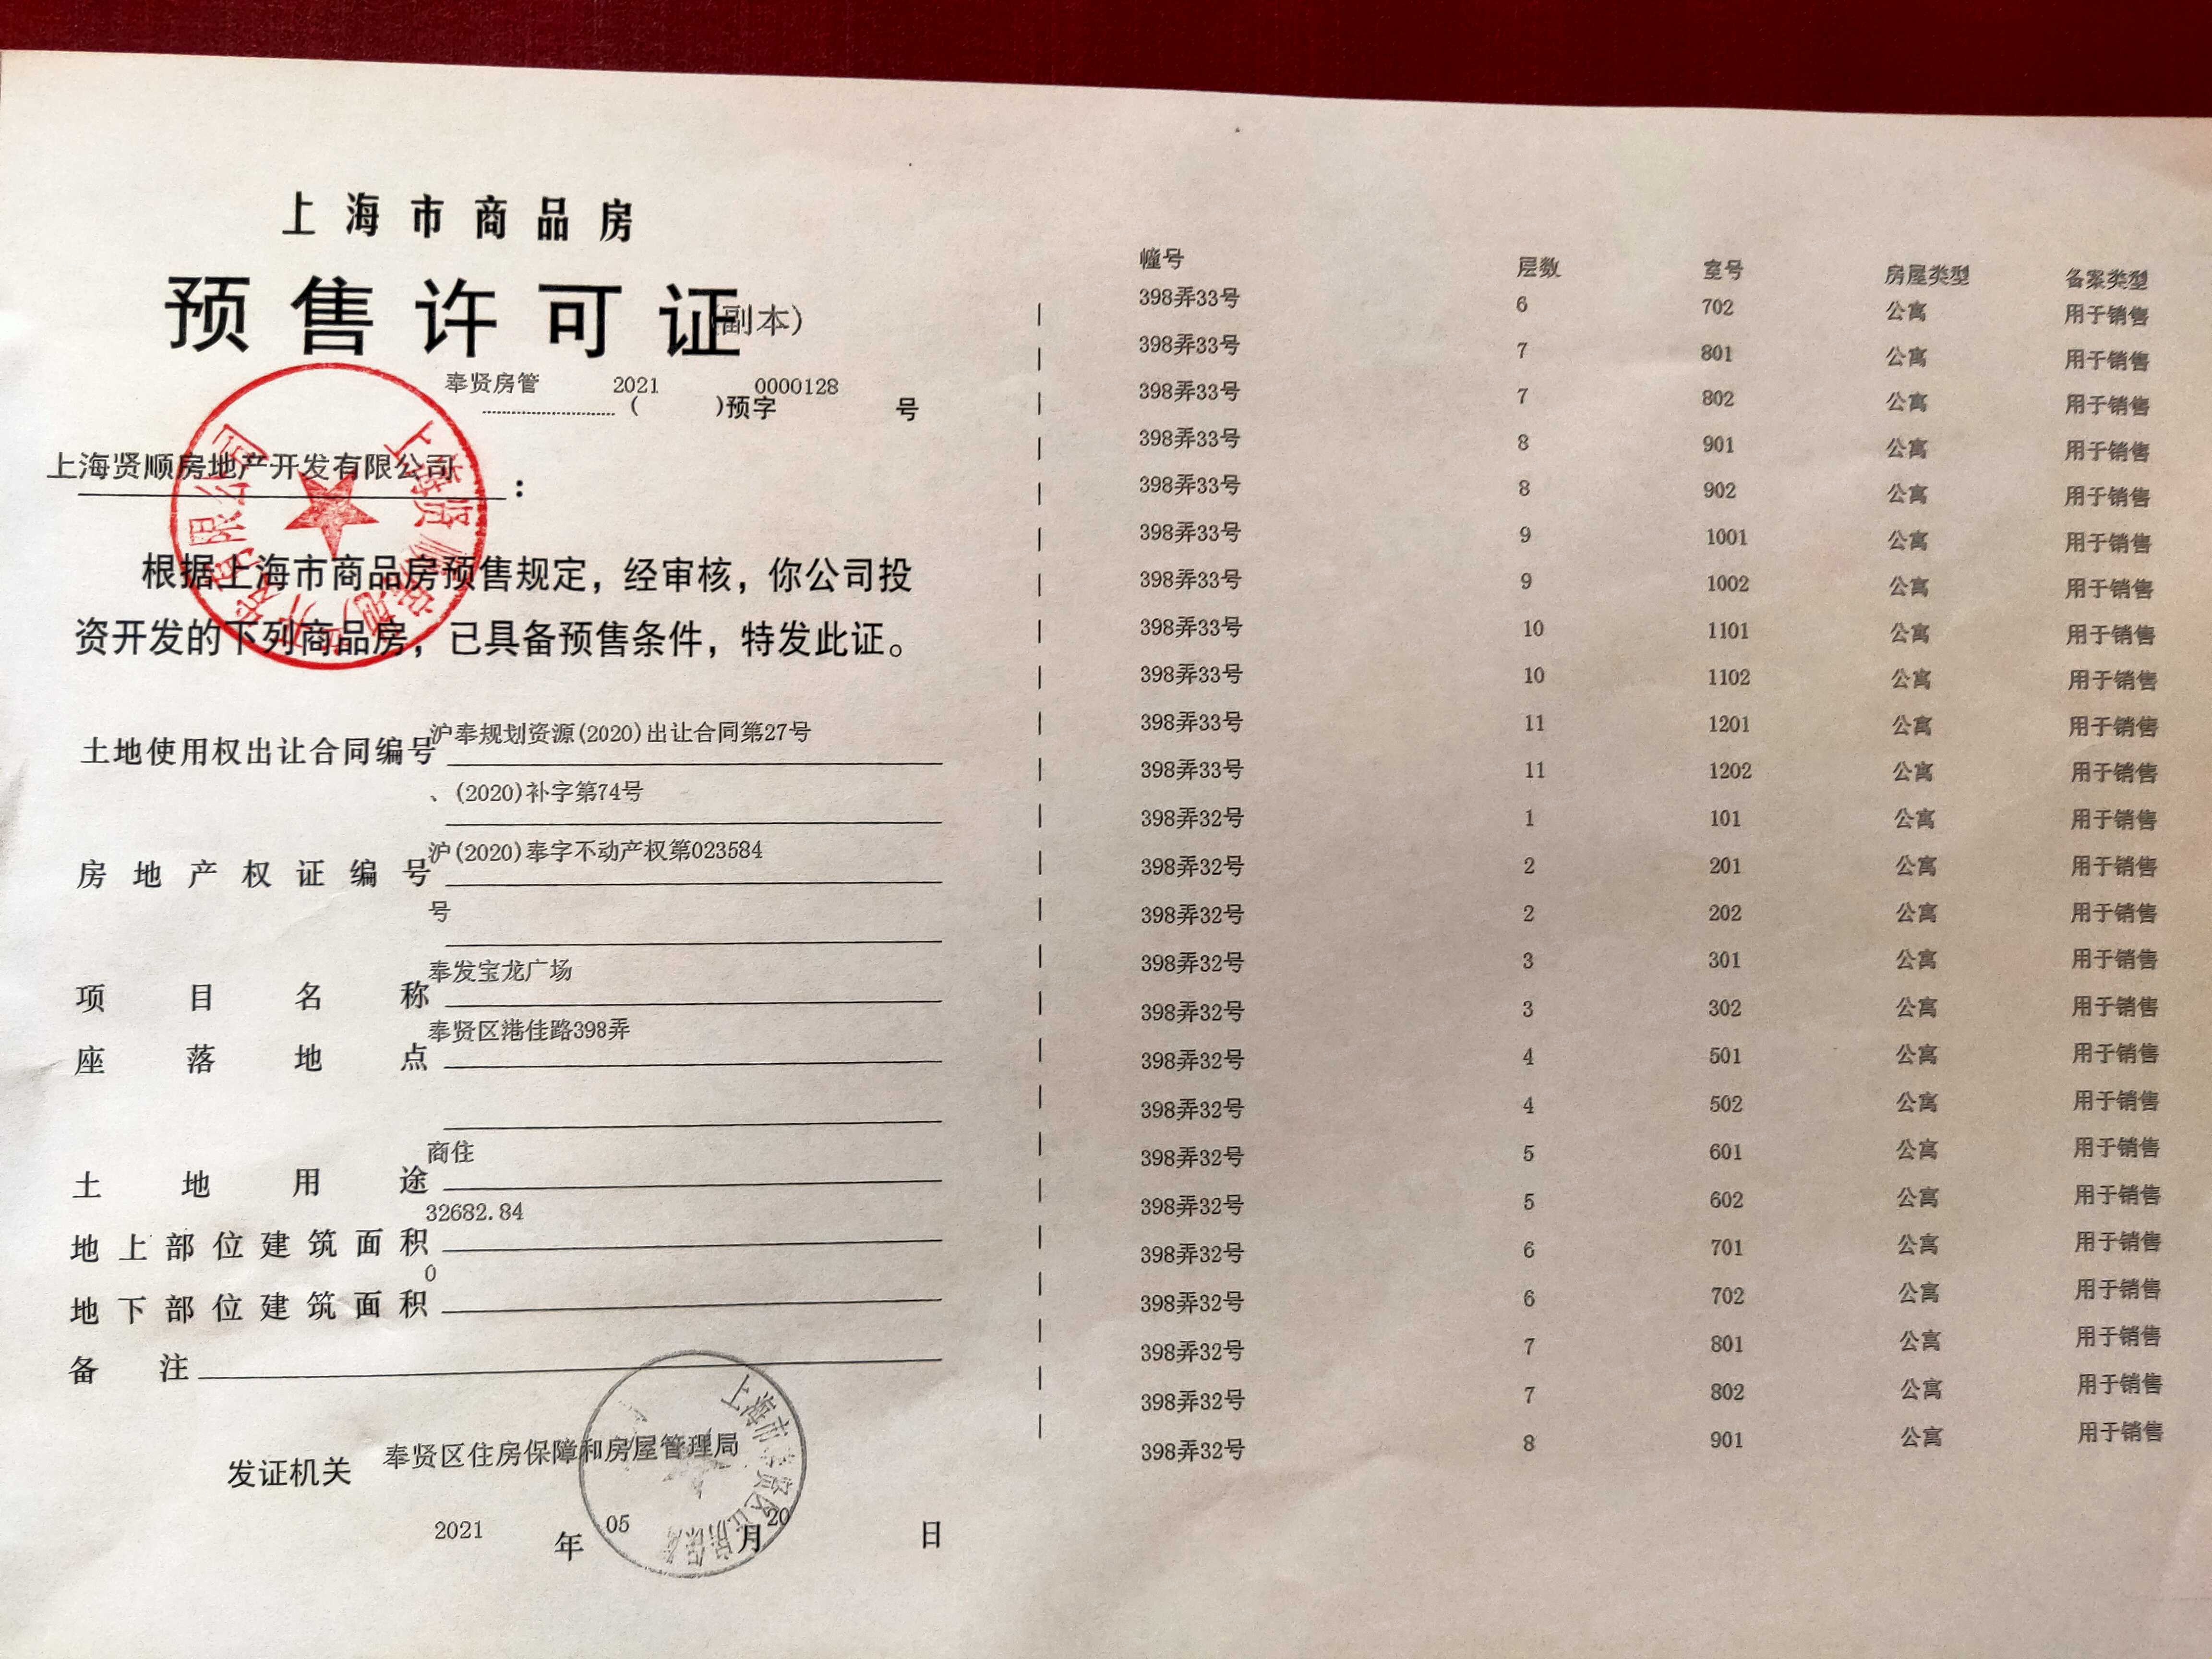 上海市商品房
预售许可证(副本)
奉贤房管(2021)预字0000128号
上海贤顺房地产开发有限公司:
根据上海市商品房预售规定，经审核，你公司投
资开发的下列商品房，已具备预售条件，特发此证。
土地使用权出让合同编号 沪奉规划资源(2020)出让合同第27号
、(2020)补字第74号
房地产权证编号 沪(2020)奉字不动产权第023584
号
项目名称 奉发宝龙广场
座落地点 奉贤区港佳路398弄
土地用途 商住
地上部位建筑面积 32682.84
地下部位建筑面积 0
备注
发证机关 奉贤区住房保障和房屋管理局
2021年05月20日
上海贤顺房地产开发有限公司
幢号 层数 室号 房屋类型 备案类型
398弄33号 6 702 公寓 用于销售
398弄33号 7 801 公寓 用于销售
398弄33号 7 802 公寓 用于销售
398弄33号 8 901 公寓 用于销售
398弄33号 8 902 公寓 用于销售
398弄33号 9 1001 公寓 用于销售
398弄33号 9 1002 公寓 用于销售
398弄33号 10 1101 公寓 用于销售
398弄33号 10 1102 公寓 用于销售
398弄33号 11 1201 公寓 用于销售
398弄33号 11 1202 公寓 用于销售
398弄32号 1 101 公寓 用于销售
398弄32号 2 201 公寓 用于销售
398弄32号 2 202 公寓 用于销售
398弄32号 3 301 公寓 用于销售
398弄32号 3 302 公寓 用于销售
398弄32号 4 501 公寓 用于销售
398弄32号 4 502 公寓 用于销售
398弄32号 5 601 公寓 用于销售
398弄32号 5 602 公寓 用于销售
398弄32号 6 701 公寓 用于销售
398弄32号 6 702 公寓 用于销售
398弄32号 7 801 公寓 用于销售
398弄32号 7 802 公寓 用于销售
398弄32号 8 901 公寓 用于销售